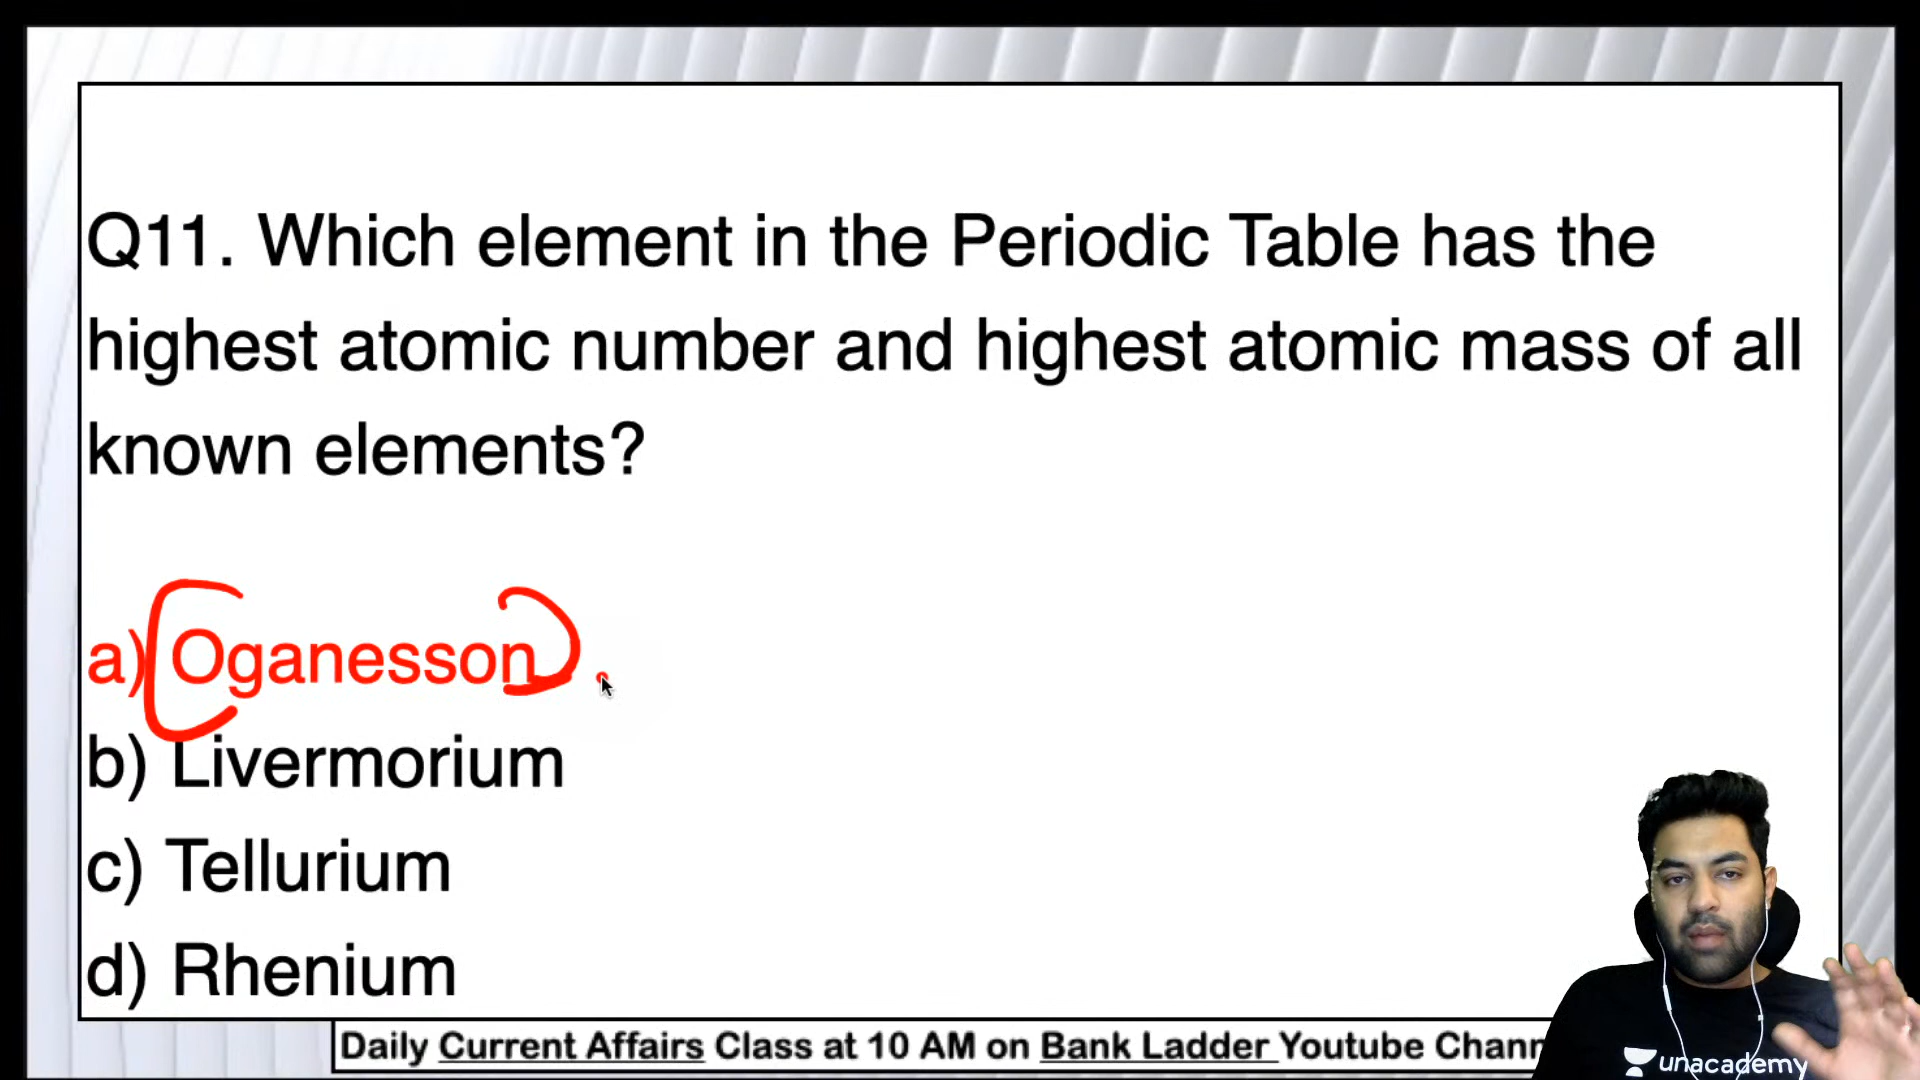 Q11. Which element in the Periodic Table has the
highest atomic number and highest atomic mass of all
known elements?
a) Oganesson
b) Livermorium
c) Tellurium
d) Rhenium
Daily Current Affairs Class at 10 AM on Bank Ladder Youtube Chann
unacademy